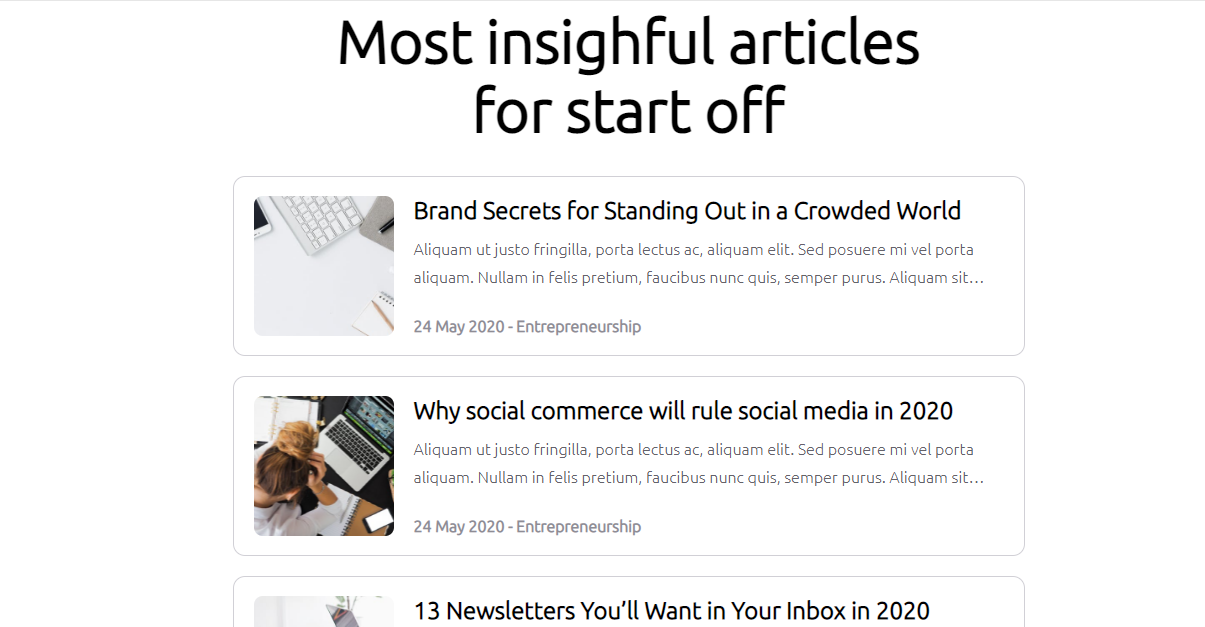 Most insighful articles
for start off
Brand Secrets for Standing Out in a Crowded World
Aliquam ut justo fringilla, porta lectus ac, aliquam elit. Sed posuere mi vel porta
aliquam. Nullam in felis pretium, faucibus nunc quis, semper purus. Aliquam sit…
24 May 2020 - Entrepreneurship
Why social commerce will rule social media in 2020
Aliquam ut justo fringilla, porta lectus ac, aliquam elit. Sed posuere mi vel porta
aliquam. Nullam in felis pretium, faucibus nunc quis, semper purus. Aliquam sit…
24 May 2020 - Entrepreneurship
13 Newsletters You’ll Want in Your Inbox in 2020